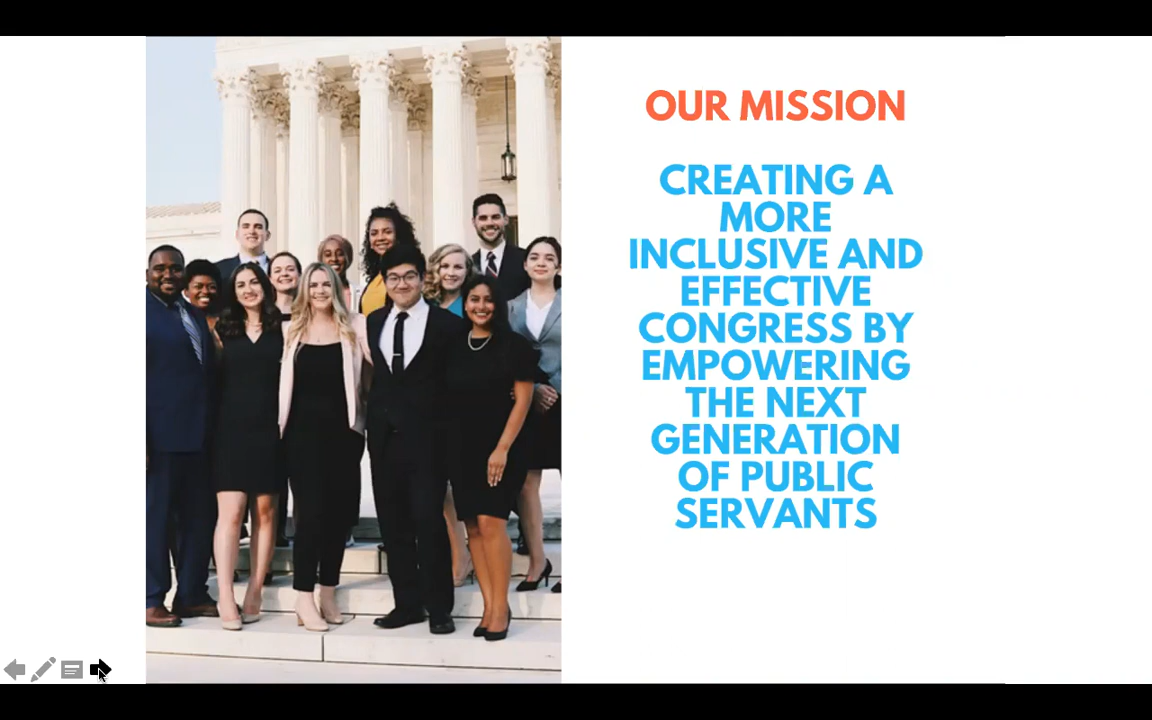 OUR MISSION
CREATING A
MORE
INCLUSIVE AND
EFFECTIVE
CONGRESS BY
EMPOWERING
THE NEXT
GENERATION
OF PUBLIC
SERVANTS